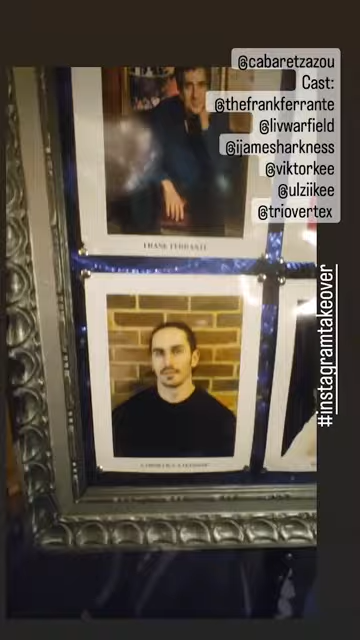 @cabaretzazou
Cast:
@thefrankferrante
@livwarfield
@jjamesharkness
@viktorkee
@ulziikee
@triovertex
#instagramtakeover
FRANK FERRANTE